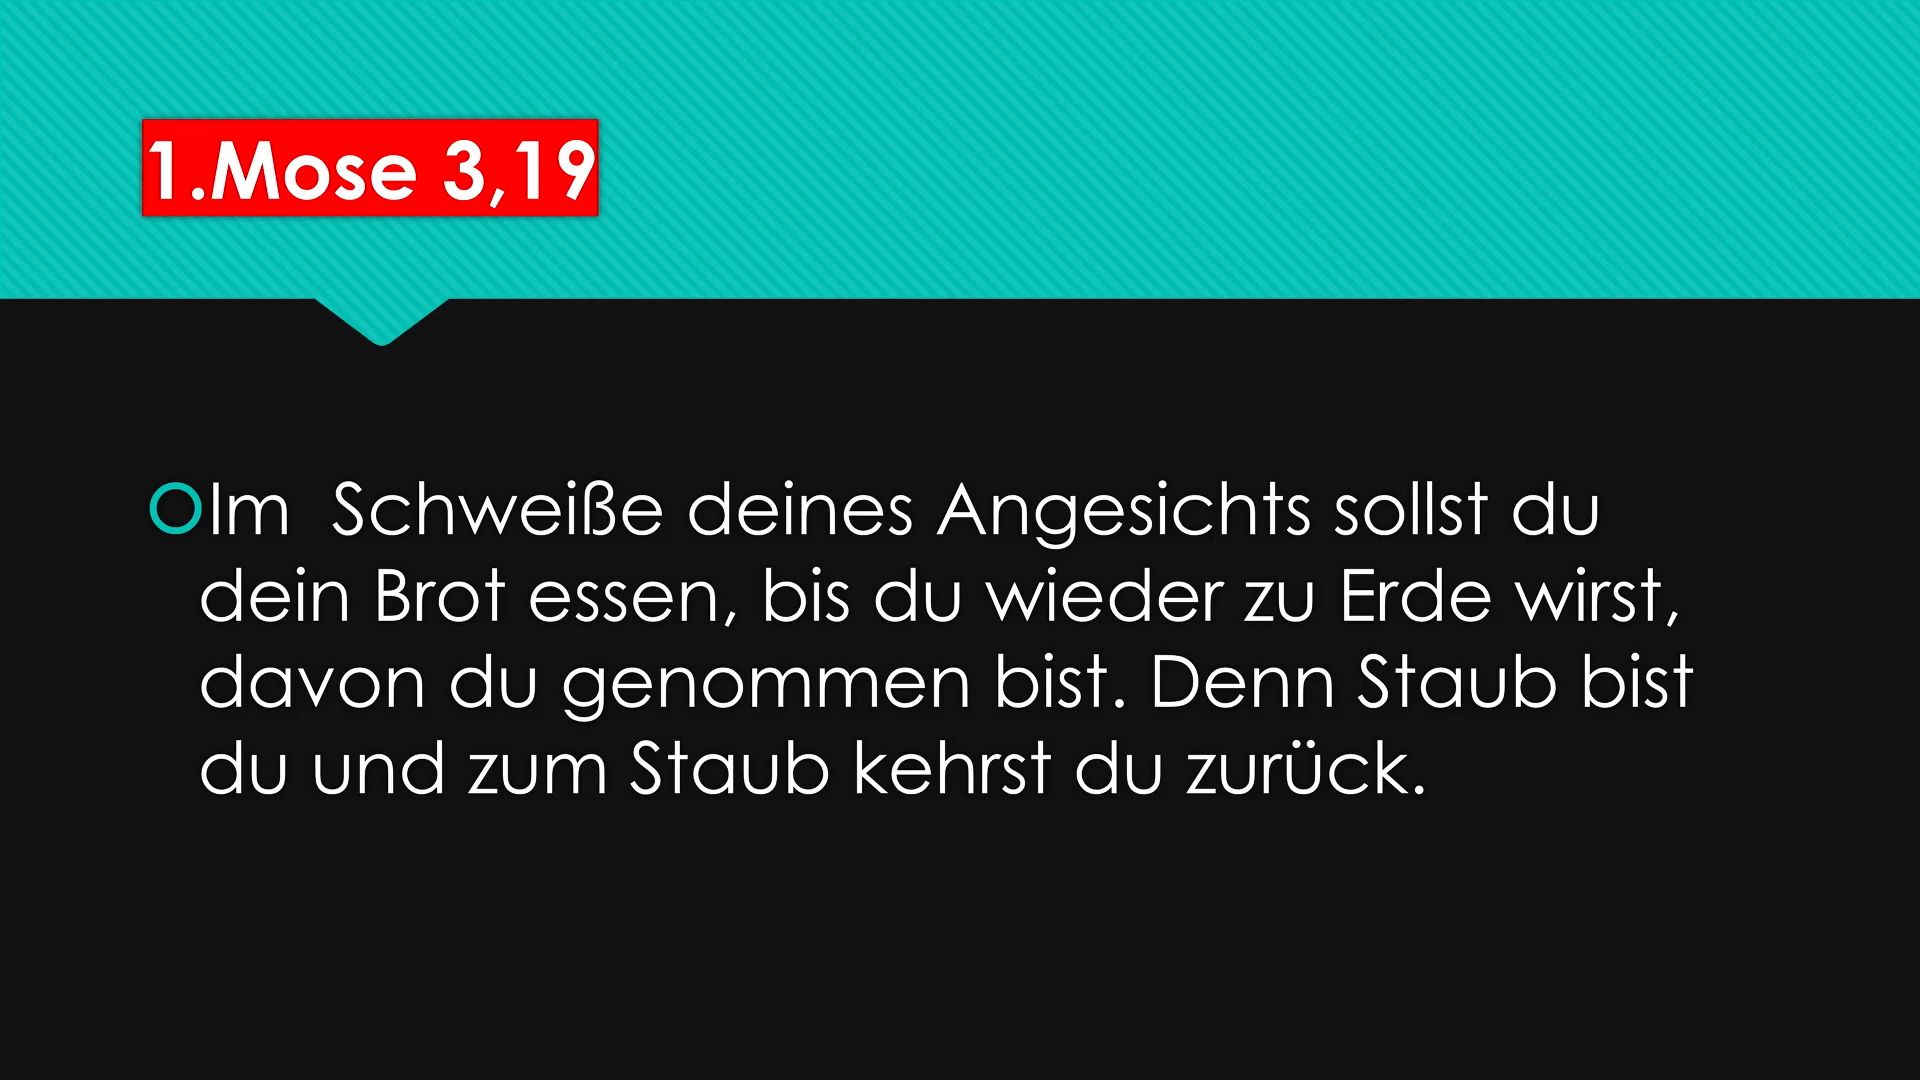 1.Mose 3,19
Im  Schweiße deines Angesichts sollst du
dein Brot essen, bis du wieder zu Erde wirst,
davon du genommen bist. Denn Staub bist
du und zum Staub kehrst du zurück.